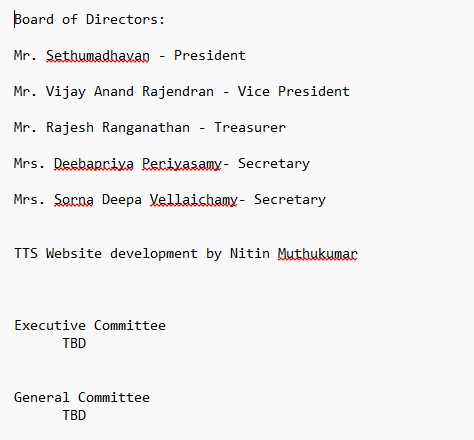 Board of Directors:
Mr. Sethumadhavan - President
Mr. Vijay Anand Rajendran - Vice President
Mr. Rajesh Ranganathan - Treasurer
Mrs. Deebapriya Periyasamy- Secretary
Mrs. Sorna Deepa Vellaichamy- Secretary
TTS Website development by Nitin Muthukumar
Executive Committee
TBD
General Committee
TBD